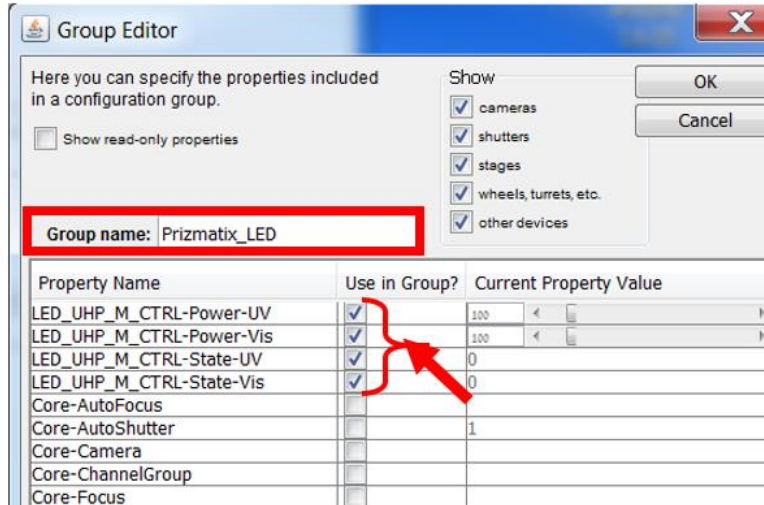 Group Editor
Here you can specify the properties included
in a configuration group.
Show read-only properties
Show
cameras
shutters
stages
wheels, turrets, etc.
other devices
OK
Cancel
Group name: Prizmatix_LED
Property Name Use in Group? Current Property Value
LED_UHP_M_CTRL-Power-UV 100
LED_UHP_M_CTRL-Power-Vis 100
LED_UHP_M_CTRL-State-UV 0
LED_UHP_M_CTRL-State-Vis 0
Core-AutoFocus
Core-AutoShutter 1
Core-Camera
Core-ChannelGroup
Core-Focus